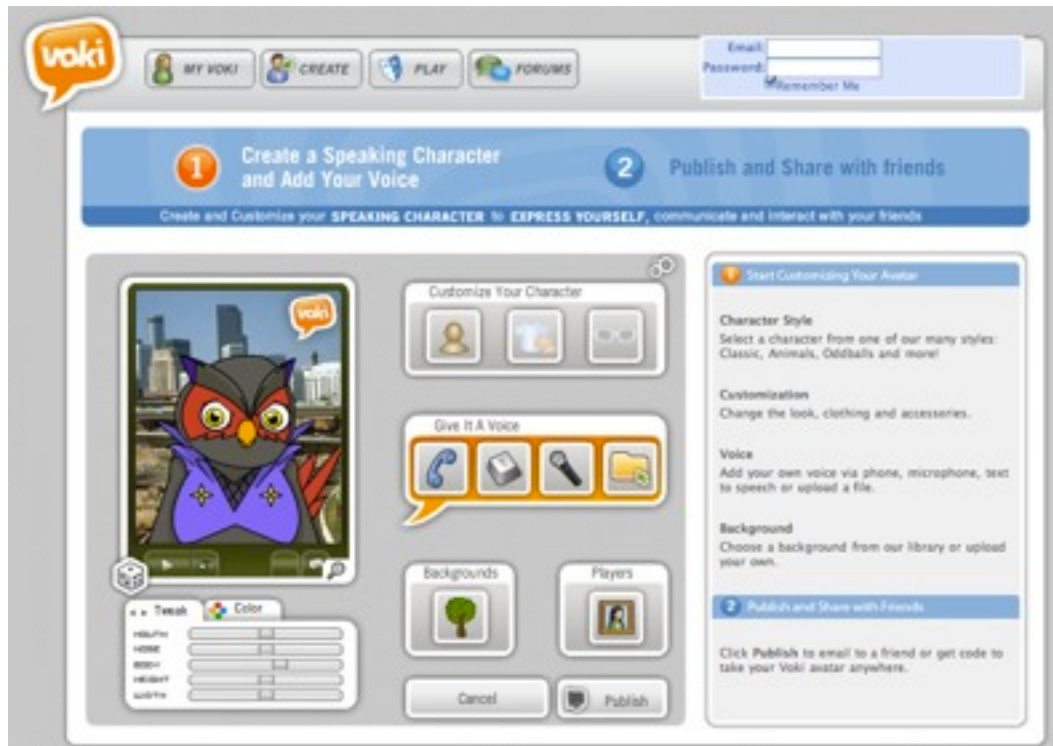 voki
MY VOKI
CREATE
PLAY
FORUMS
Email:
Password:
Remember Me
1
Create a Speaking Character
and Add Your Voice
2
Publish and Share with friends
Create and Customize your SPEAKING CHARACTER to EXPRESS YOURSELF, communicate and interact with your friends
voki
Customize Your Character
Give It A Voice
Backgrounds
Players
Tweak
Color
MOUTH
NOSE
BODY
HEIGHT
WIDTH
Cancel
Publish
1 Start Customizing Your Avatar
Character Style
Select a character from one of our many styles:
Classic, Animals, Oddballs and more!
Customization
Change the look, clothing and accessories.
Voice
Add your own voice via phone, microphone, text
to speech or upload a file.
Background
Choose a background from our library or upload
your own.
2 Publish and Share with Friends
Click Publish to email to a friend or get code to
take your Voki avatar anywhere.